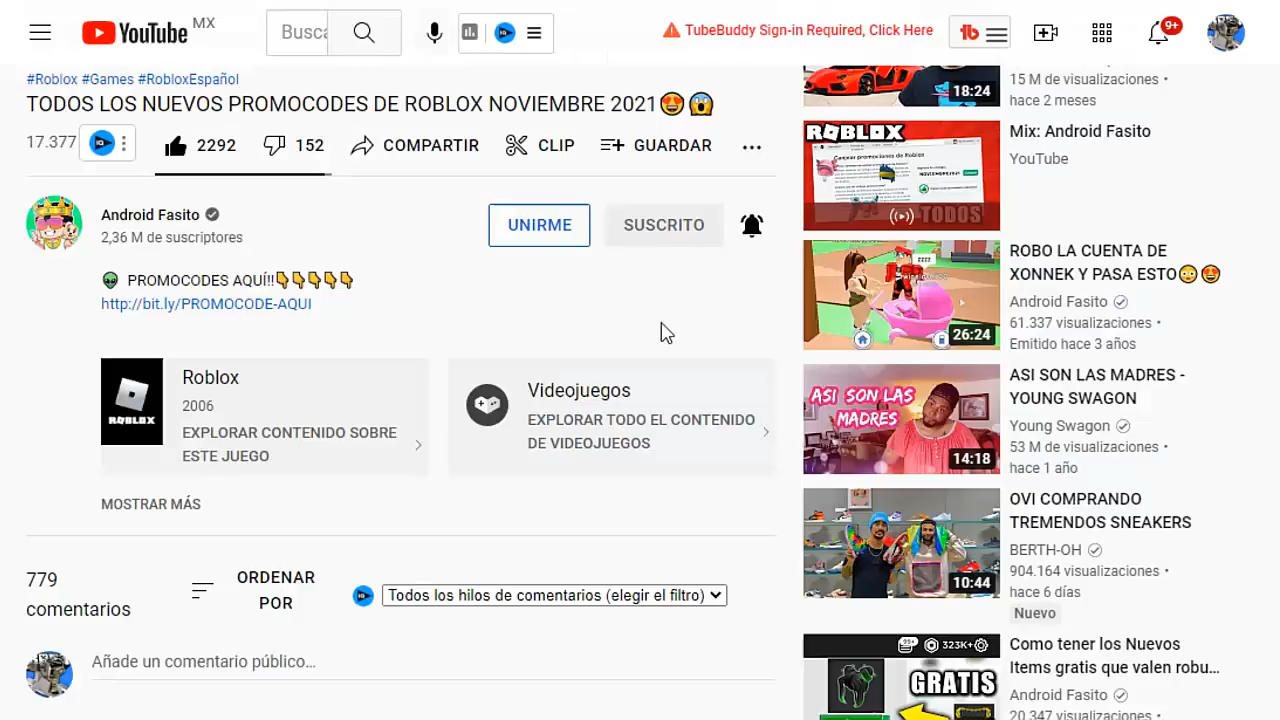 YouTube MX
Busca
TubeBuddy Sign-in Required, Click Here
tb
9+
#Roblox #Games #RobloxEspañol
TODOS LOS NUEVOS PROMOCODES DE ROBLOX NOVIEMBRE 2021😍😱
17.377
2292
152
COMPARTIR
CLIP
GUARDAR
Android Fasito
2,36 M de suscriptores
UNIRME
SUSCRITO
👽 PROMOCODES AQUÍ!!👇👇👇👇👇
http://bit.ly/PROMOCODE-AQUI
ROBLOX
Roblox
2006
EXPLORAR CONTENIDO SOBRE
ESTE JUEGO
Videojuegos
EXPLORAR TODO EL CONTENIDO
DE VIDEOJUEGOS
MOSTRAR MÁS
779
comentarios
ORDENAR
POR
Todos los hilos de comentarios (elegir el filtro)
Añade un comentario público...
18:24
15 M de visualizaciones •
hace 2 meses
ROBLOX
TODOS
Mix: Android Fasito
YouTube
26:24
ROBO LA CUENTA DE
XONNEK Y PASA ESTO😳😍
Android Fasito
61.337 visualizaciones •
Emitido hace 3 años
ASI SON LAS
MADRES
14:18
ASI SON LAS MADRES -
YOUNG SWAGON
Young Swagon
53 M de visualizaciones •
hace 1 año
10:44
OVI COMPRANDO
TREMENDOS SNEAKERS
BERTH-OH
904.164 visualizaciones •
hace 6 días
Nuevo
99+
323K+
GRATIS
Como tener los Nuevos
Items gratis que valen robu...
Android Fasito
20.347 visualizaciones •